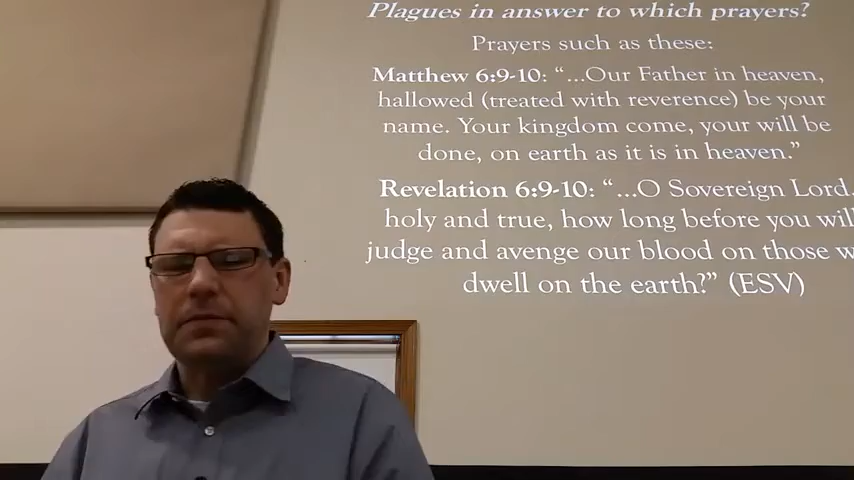 Plagues in answer to which prayers?
Prayers such as these:
Matthew 6:9-10: “...Our Father in heaven,
hallowed (treated with reverence) be your
name. Your kingdom come, your will be
done, on earth as it is in heaven.”
Revelation 6:9-10: “...O Sovereign Lord,
holy and true, how long before you will
judge and avenge our blood on those w
dwell on the earth?” (ESV)